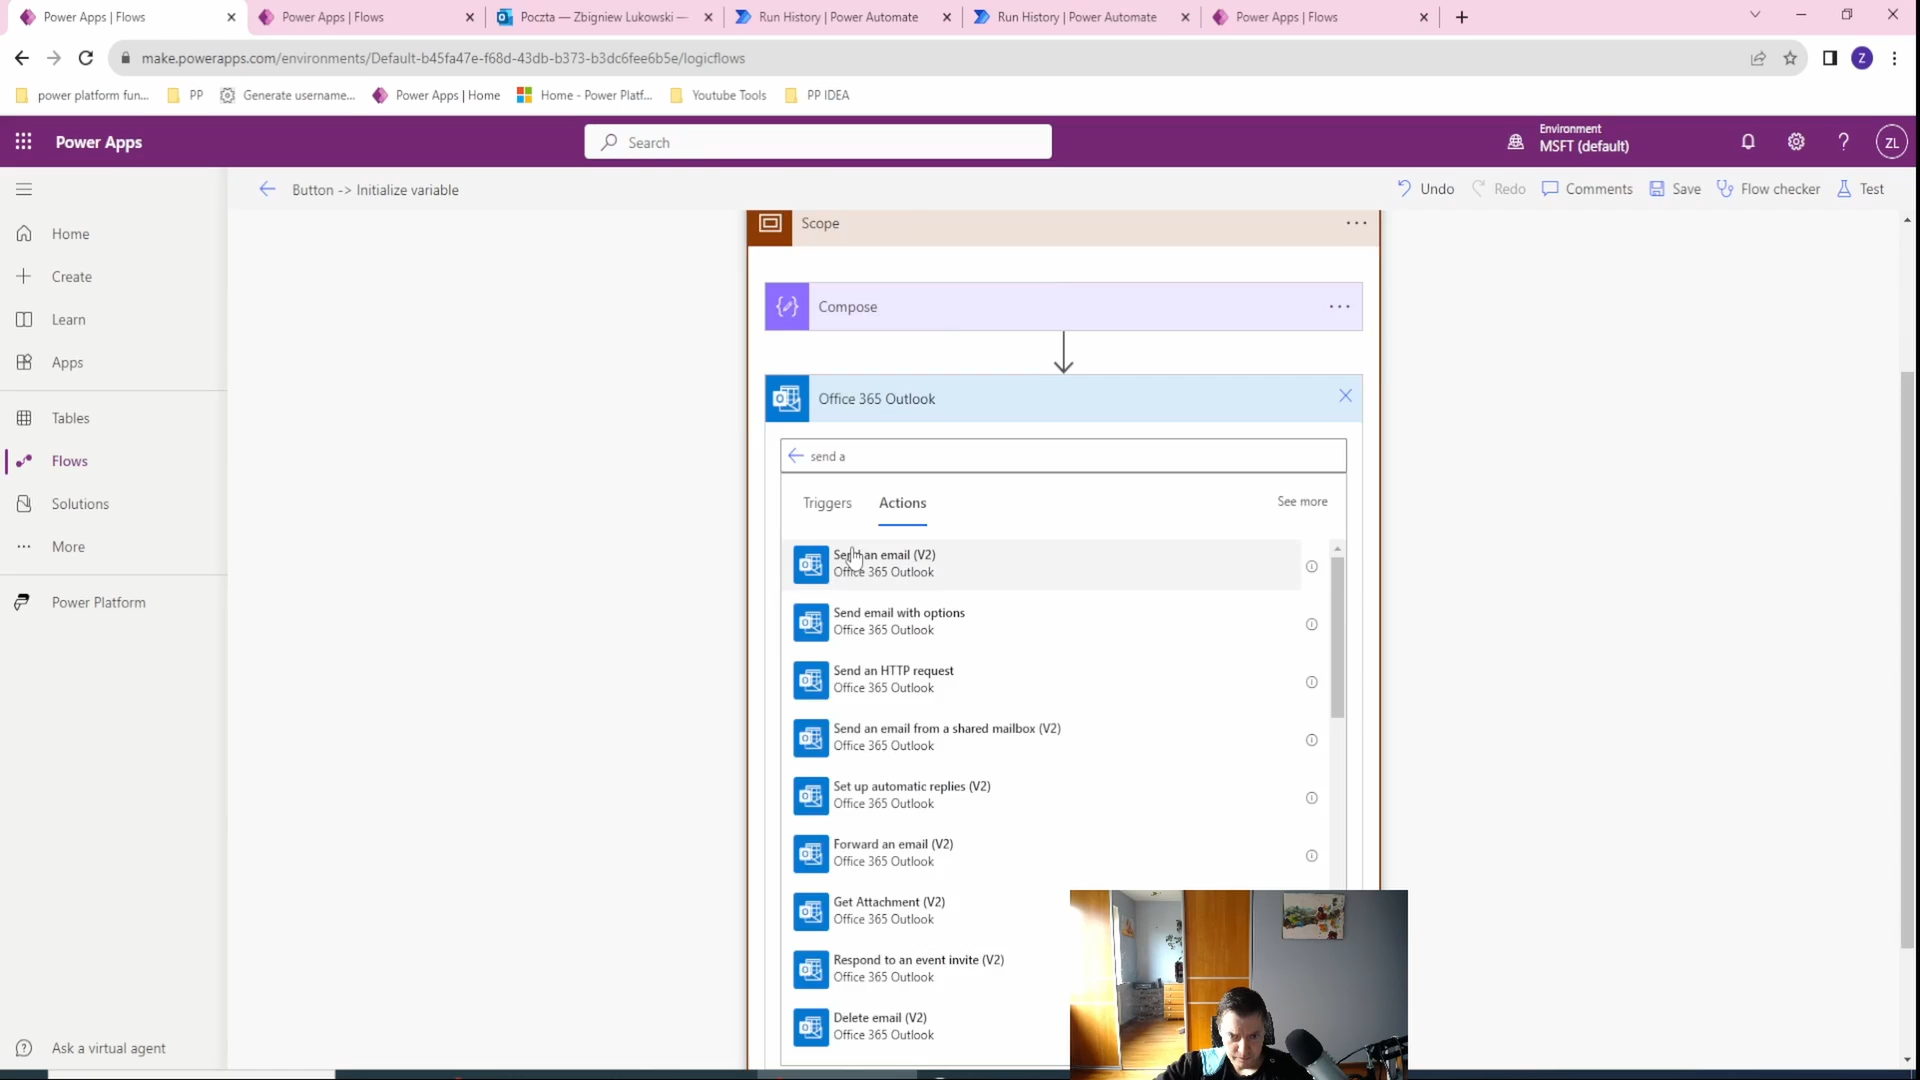 Power Apps | Flows
Power Apps | Flows
Poczta — Zbigniew Lukowski —
Run History | Power Automate
Run History | Power Automate
Power Apps | Flows
make.powerapps.com/environments/Default-b45fa47e-f68d-43db-b373-b3dc6fee6b5e/logicflows
Z
power platform fun...
PP
Generate username...
Power Apps | Home
Home - Power Platf...
Youtube Tools
PP IDEA
Power Apps
Search
Environment
MSFT (default)
ZL
Button -> Initialize variable
Undo
Redo
Comments
Save
Flow checker
Test
Home
Create
Learn
Apps
Tables
Flows
Solutions
More
Power Platform
Ask a virtual agent
Scope
Compose
Office 365 Outlook
send a
Triggers
Actions
See more
Send an email (V2)
Office 365 Outlook
Send email with options
Office 365 Outlook
Send an HTTP request
Office 365 Outlook
Send an email from a shared mailbox (V2)
Office 365 Outlook
Set up automatic replies (V2)
Office 365 Outlook
Forward an email (V2)
Office 365 Outlook
Get Attachment (V2)
Office 365 Outlook
Respond to an event invite (V2)
Office 365 Outlook
Delete email (V2)
Office 365 Outlook